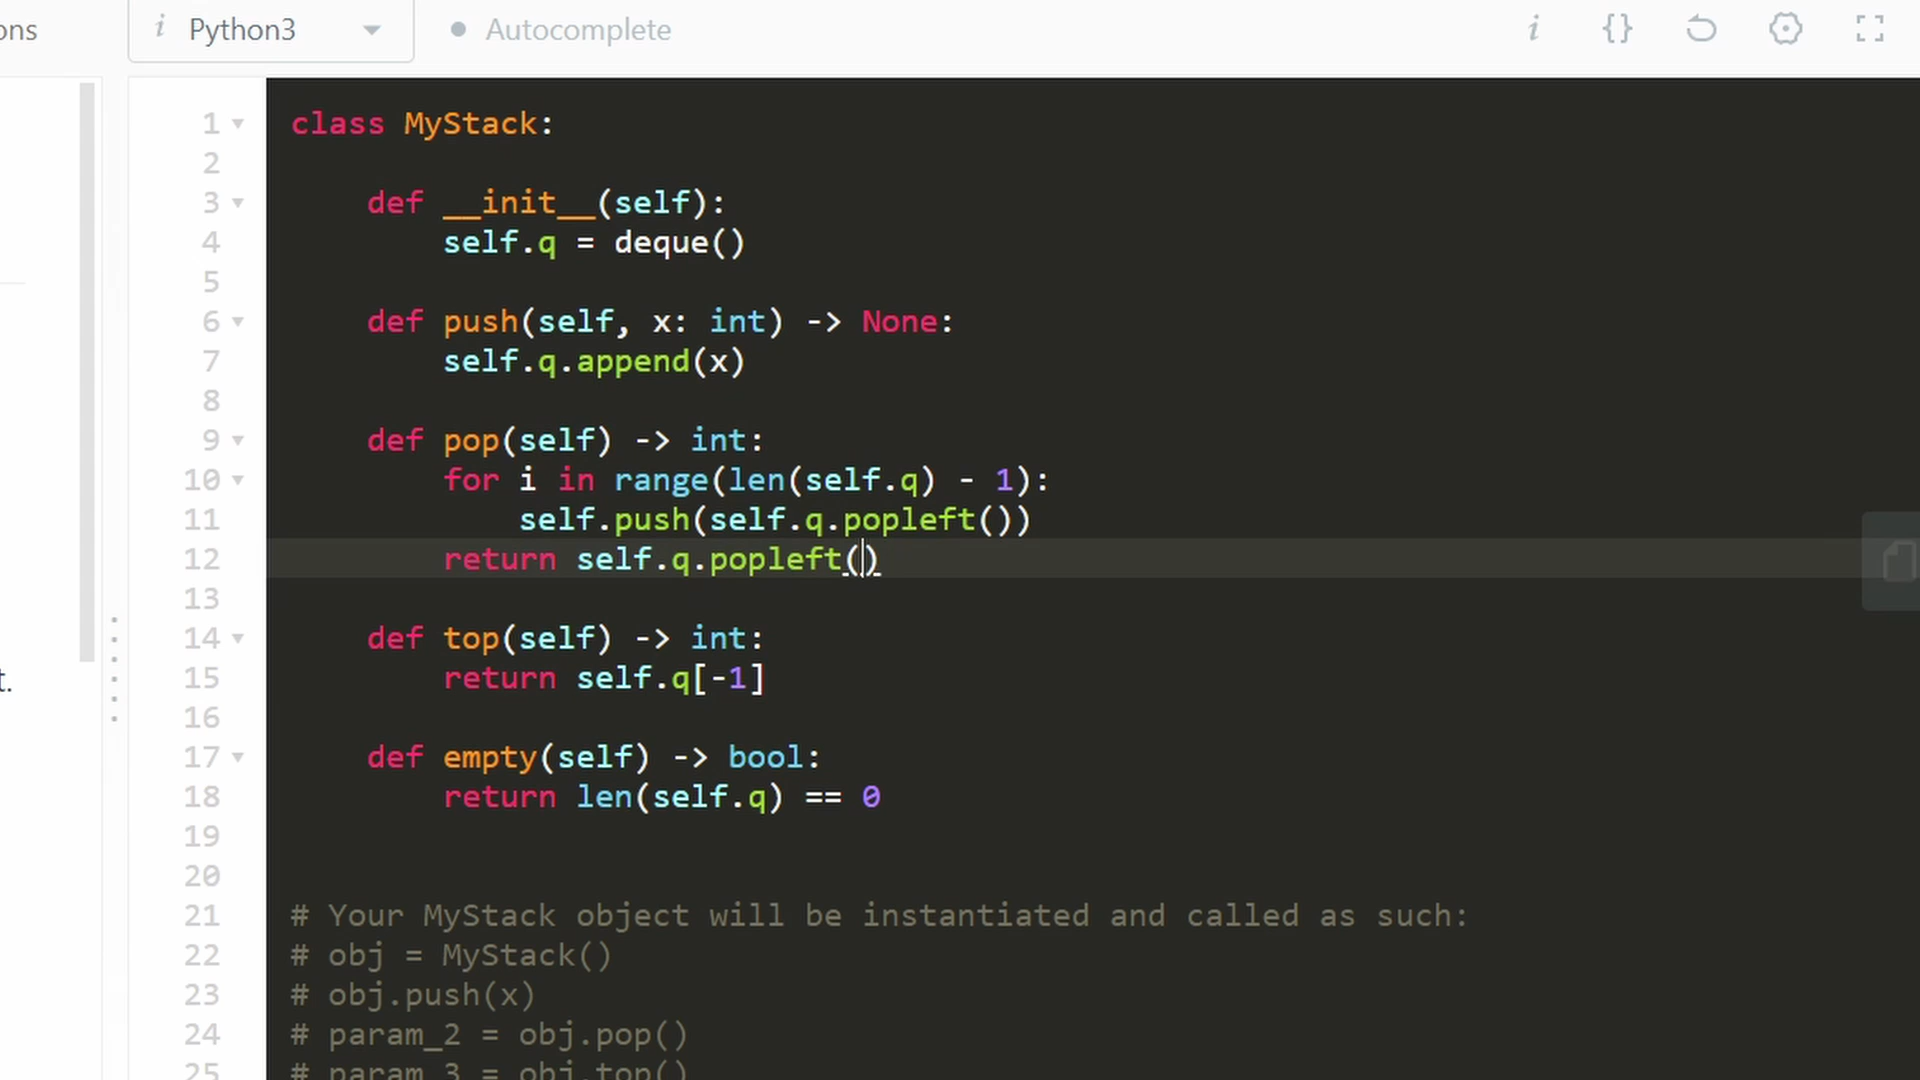 ons
i Python3 Autocomplete i {}
1 class MyStack:
2
3 def __init__(self):
4 self.q = deque()
5
6 def push(self, x: int) -> None:
7 self.q.append(x)
8
9 def pop(self) -> int:
10 for i in range(len(self.q) - 1):
11 self.push(self.q.popleft())
12 return self.q.popleft()
13
14 def top(self) -> int:
15 return self.q[-1]
t.
16
17 def empty(self) -> bool:
18 return len(self.q) == 0
19
20
21 # Your MyStack object will be instantiated and called as such:
22 # obj = MyStack()
23 # obj.push(x)
24 # param_2 = obj.pop()
25 # param_3 = obj.top()